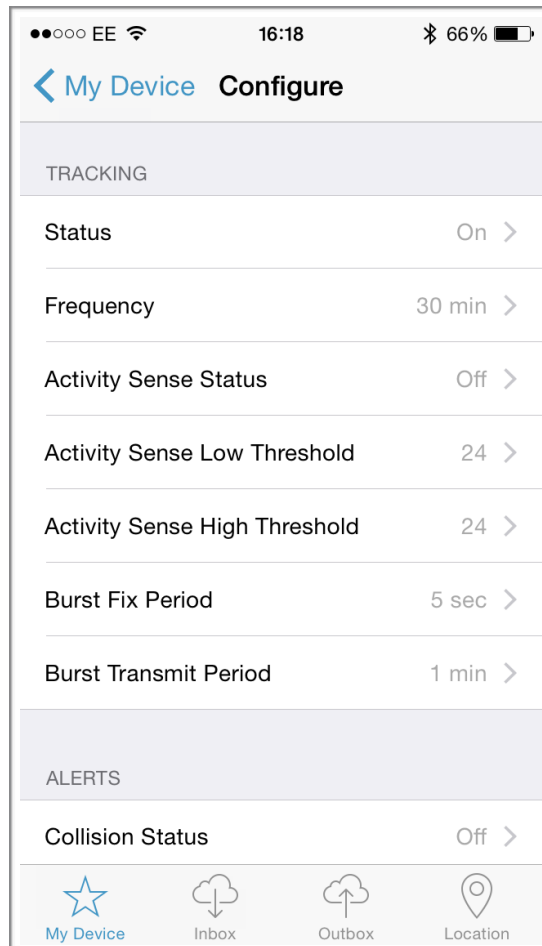 EE 16:18 66%
My Device Configure
TRACKING
Status On
Frequency 30 min
Activity Sense Status Off
Activity Sense Low Threshold 24
Activity Sense High Threshold 24
Burst Fix Period 5 sec
Burst Transmit Period 1 min
ALERTS
Collision Status Off
My Device Inbox Outbox Location